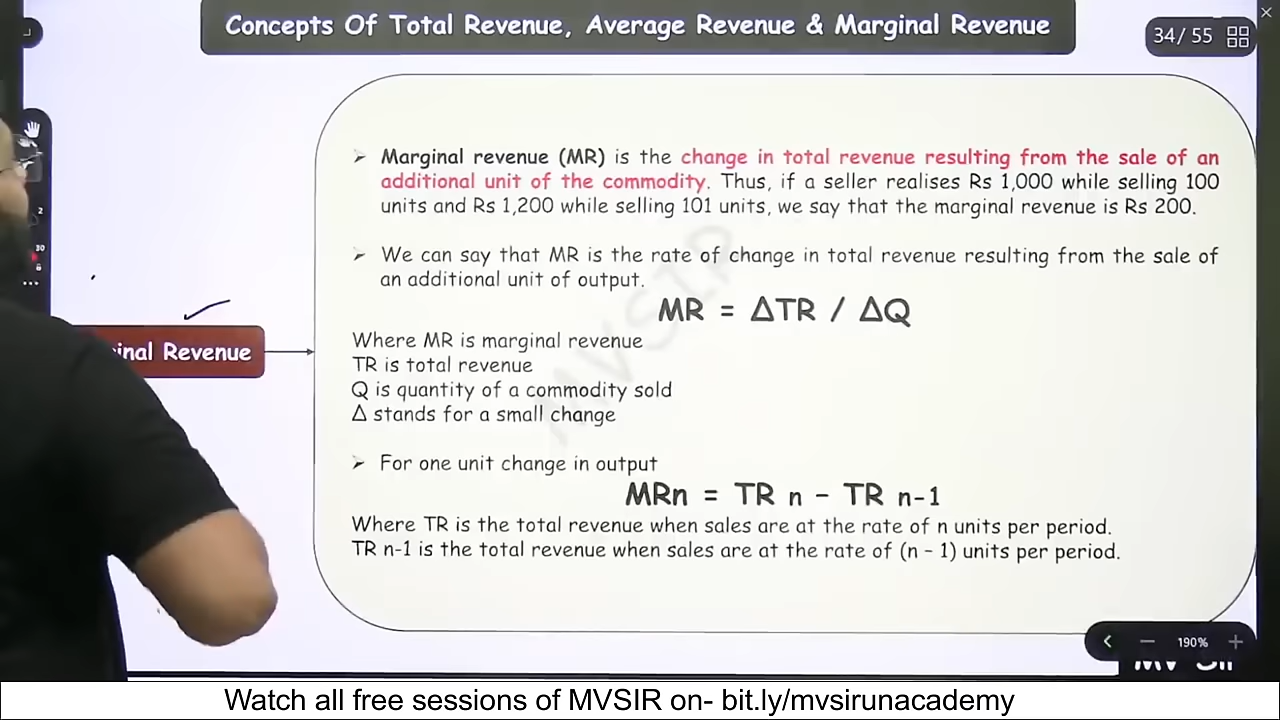 Concepts Of Total Revenue, Average Revenue & Marginal Revenue
34/ 55
➤ Marginal revenue (MR) is the change in total revenue resulting from the sale of an
additional unit of the commodity. Thus, if a seller realises Rs 1,000 while selling 100
units and Rs 1,200 while selling 101 units, we say that the marginal revenue is Rs 200.
➤ We can say that MR is the rate of change in total revenue resulting from the sale of
an additional unit of output.
MR = ΔTR / ΔQ
inal Revenue
Where MR is marginal revenue
TR is total revenue
Q is quantity of a commodity sold
Δ stands for a small change
➤ For one unit change in output
MRn = TR n - TR n-1
Where TR is the total revenue when sales are at the rate of n units per period.
TR n-1 is the total revenue when sales are at the rate of (n - 1) units per period.
2
30
190%
MV Sir
MVSIR
Watch all free sessions of MVSIR on- bit.ly/mvsirunacademy